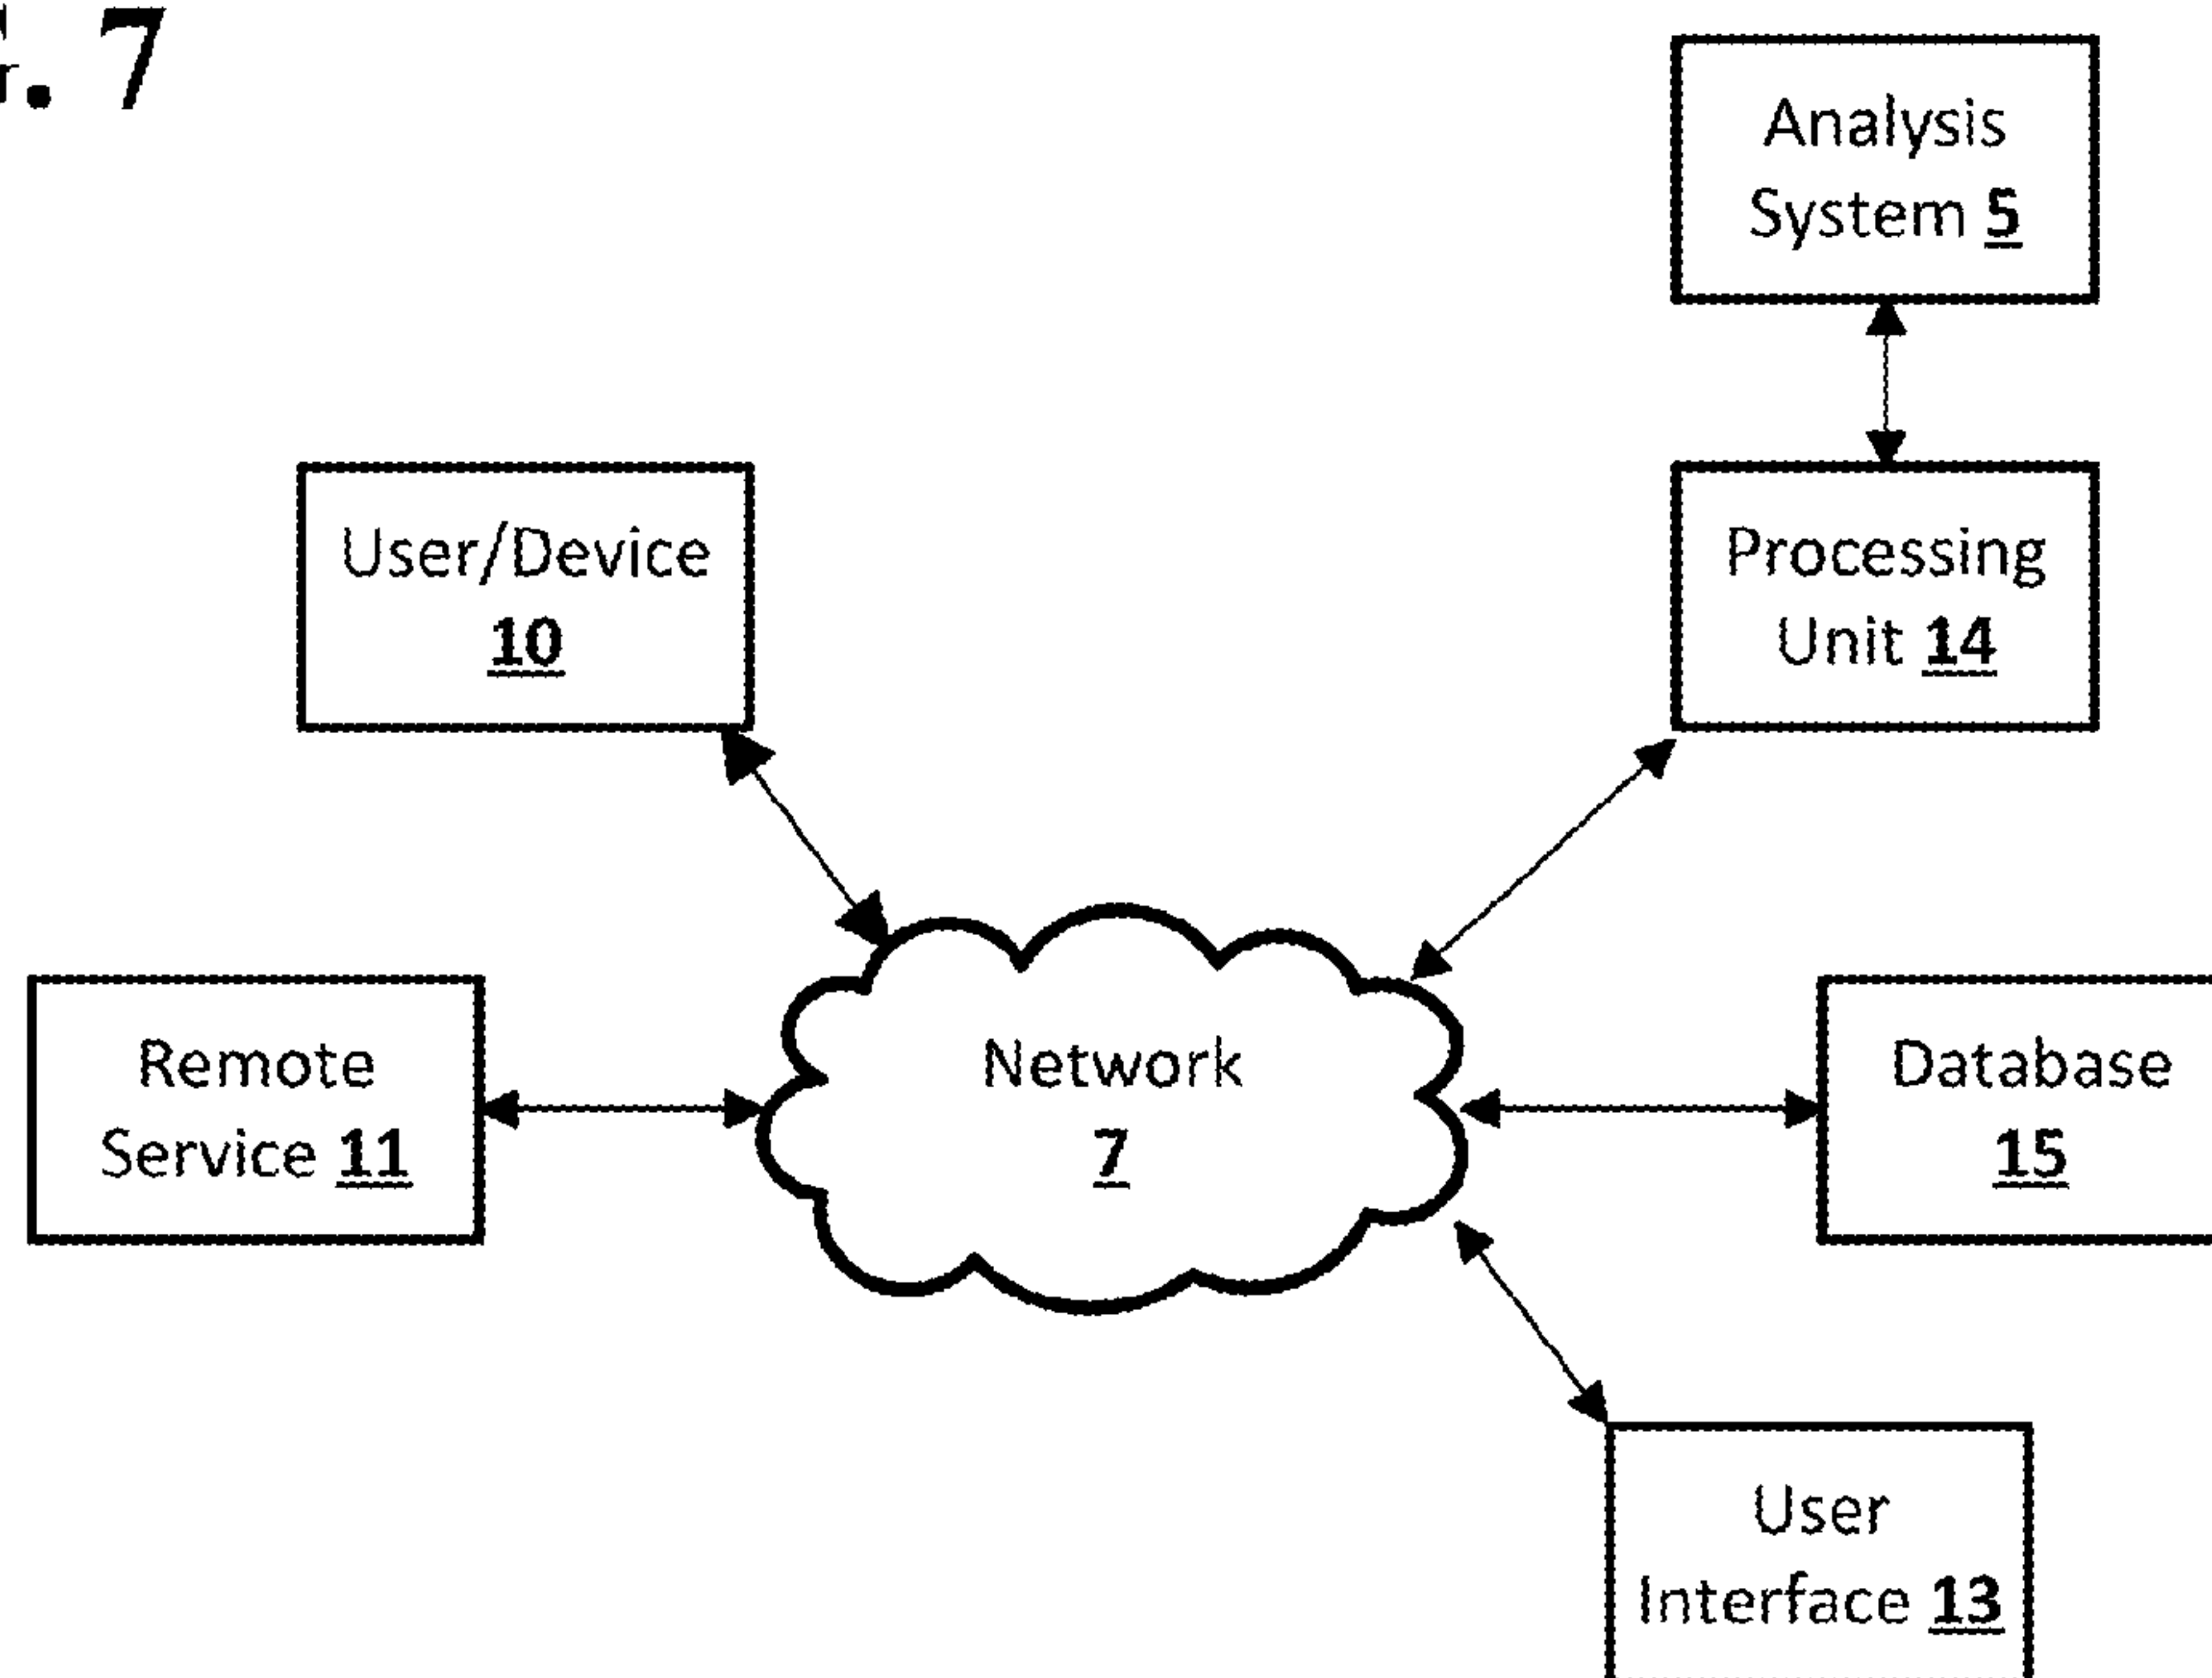 . 7
Analysis
System 5
User/Device
10
Processing
Unit 14
Remote
Service 11
Network
7
Database
15
User
Interface 13